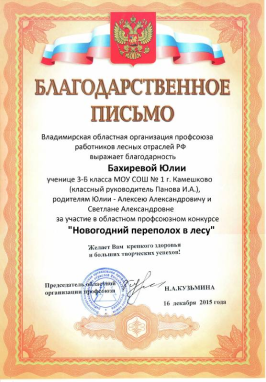 БЛАГОДАРСТВЕННОЕ
ПИСЬМО
Владимирская областная организация профсоюза
работников лесных отраслей РФ
выражает благодарность
Бахиревой Юлии
ученице 3-Б класса МОУ СОШ № 1 г. Камешково
(классный руководитель Панова И.А.),
родителям Юлии - Алексею Александровичу и
Светлане Александровне
за участие в областном профсоюзном конкурсе
"Новогодний переполох в лесу"
Желает Вам крепкого здоровья
и больших творческих успехов!
Председатель областной
организации профсоюза Н.А.КУЗЬМИНА
16 декабря 2015 года